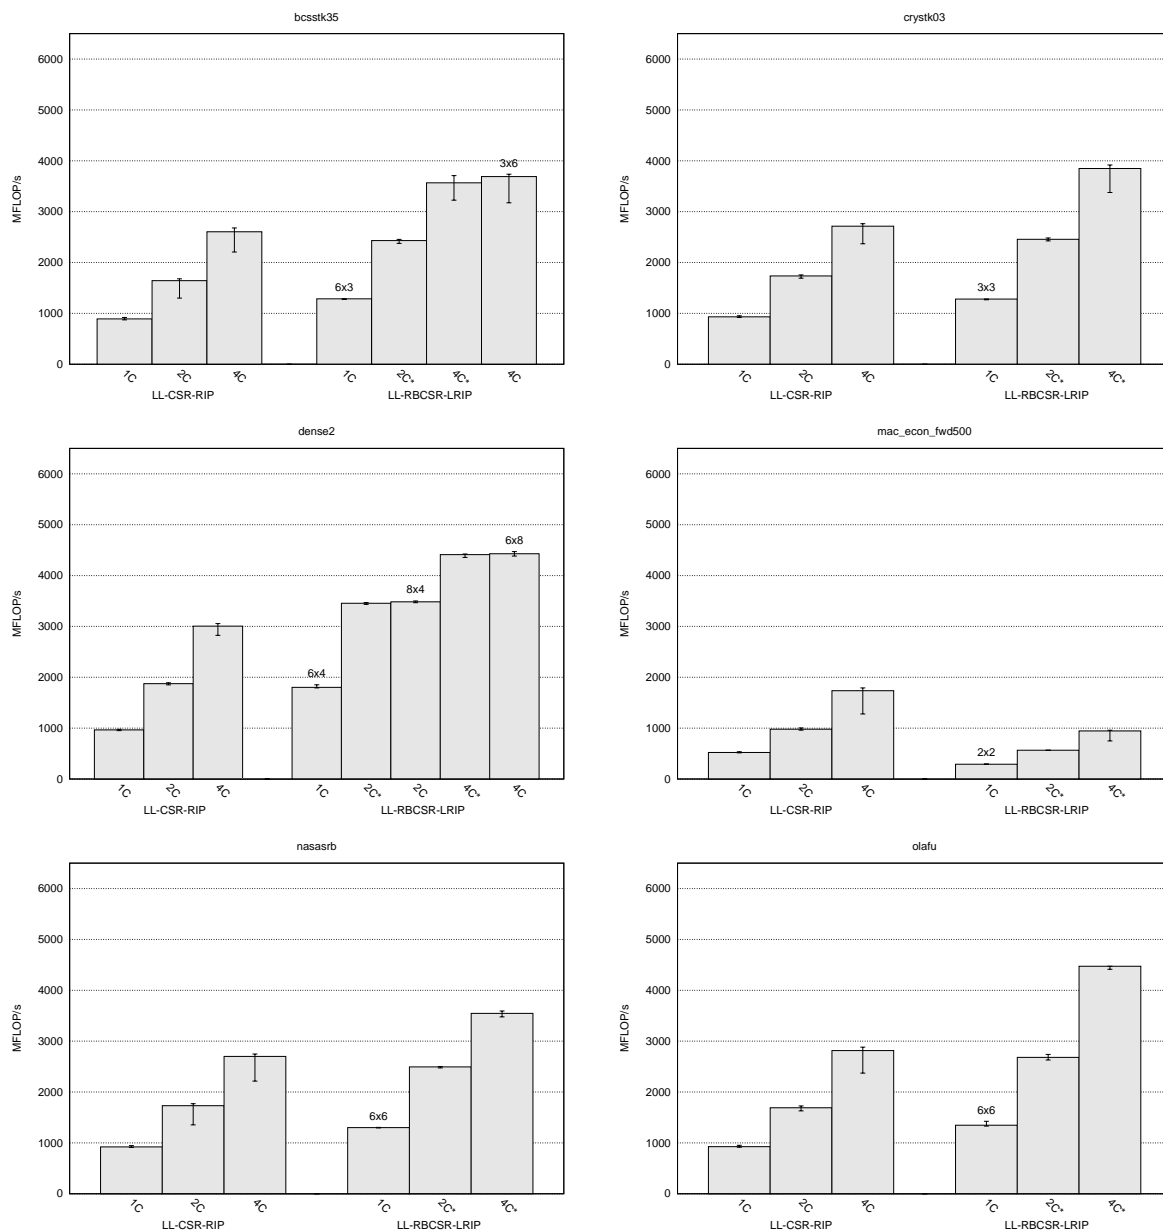 bcsstk35
6000
5000
4000
3000
2000
1000
0
MFLOP/s
6x3
3x6
1C 2C 4C 1C 2C* 4C* 4C
LL-CSR-RIP LL-RBCSR-LRIP
crystk03
6000
5000
4000
3000
2000
1000
0
MFLOP/s
3x3
1C 2C 4C 1C 2C* 4C*
LL-CSR-RIP LL-RBCSR-LRIP
dense2
6000
5000
4000
3000
2000
1000
0
MFLOP/s
6x4
8x4
6x8
1C 2C 4C 1C 2C* 2C 4C* 4C
LL-CSR-RIP LL-RBCSR-LRIP
mac_econ_fwd500
6000
5000
4000
3000
2000
1000
0
MFLOP/s
2x2
1C 2C 4C 1C 2C* 4C*
LL-CSR-RIP LL-RBCSR-LRIP
nasasrb
6000
5000
4000
3000
2000
1000
0
MFLOP/s
6x6
1C 2C 4C 1C 2C* 4C*
LL-CSR-RIP LL-RBCSR-LRIP
olafu
6000
5000
4000
3000
2000
1000
0
MFLOP/s
6x6
1C 2C 4C 1C 2C* 4C*
LL-CSR-RIP LL-RBCSR-LRIP